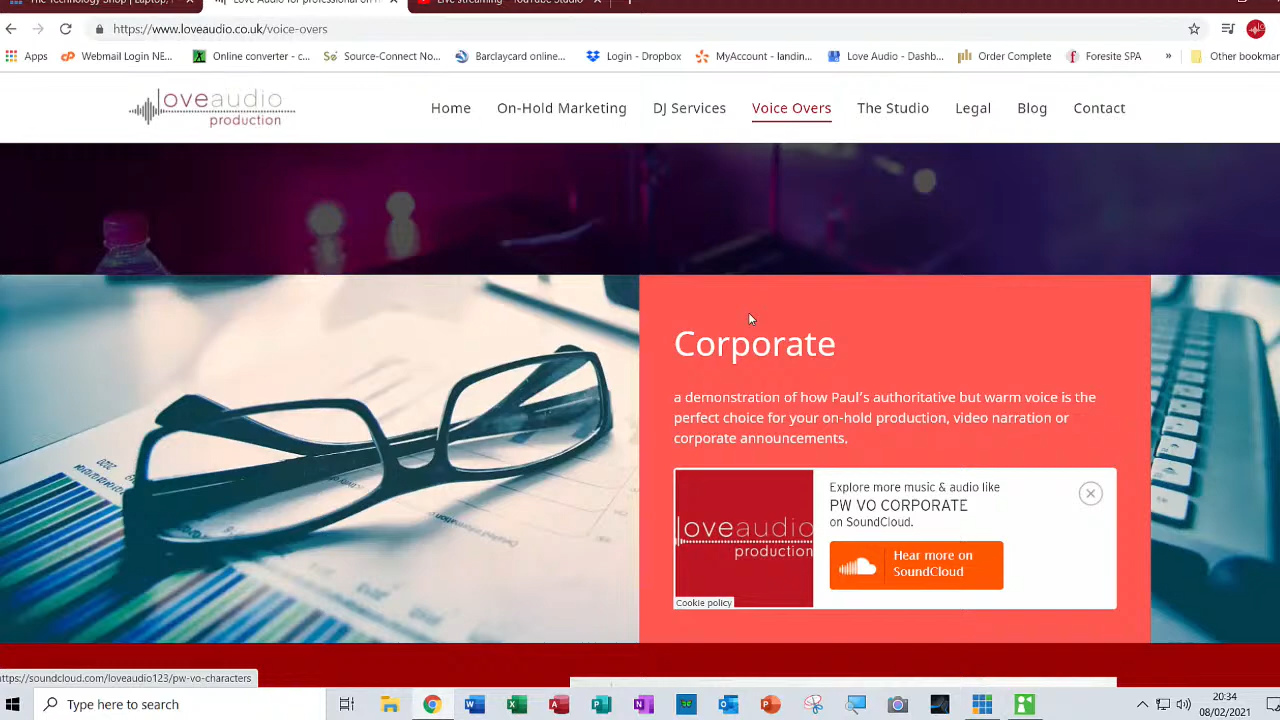 https://www.loveaudio.co.uk/voice-overs
Apps
Webmail Login NE...
Online converter - c...
Source-Connect No...
Barclaycard online...
Login - Dropbox
MyAccount - landin...
Love Audio - Dashb...
Order Complete
Foresite SPA
»
Other bookmar
loveaudio
production
Home
On-Hold Marketing
DJ Services
Voice Overs
The Studio
Legal
Blog
Contact
Corporate
a demonstration of how Paul's authoritative but warm voice is the
perfect choice for your on-hold production, video narration or
corporate announcements.
loveaudio
production
Cookie policy
Explore more music & audio like
PW VO CORPORATE
on SoundCloud.
Hear more on
SoundCloud
https://soundcloud.com/loveaudio123/pw-vo-characters
Type here to search
20:34
08/02/2021